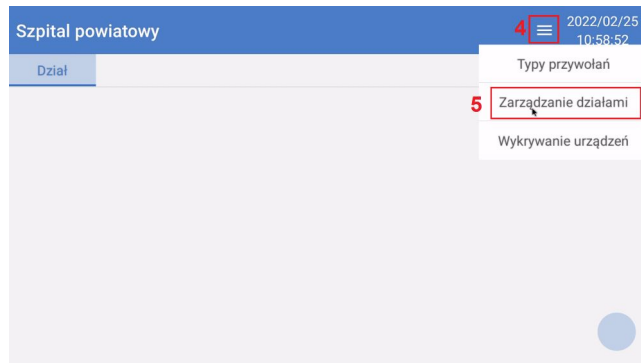 Szpital powiatowy
4
2022/02/25
10:58:52
Dział
Typy przywołań
5 Zarządzanie działami
Wykrywanie urządzeń